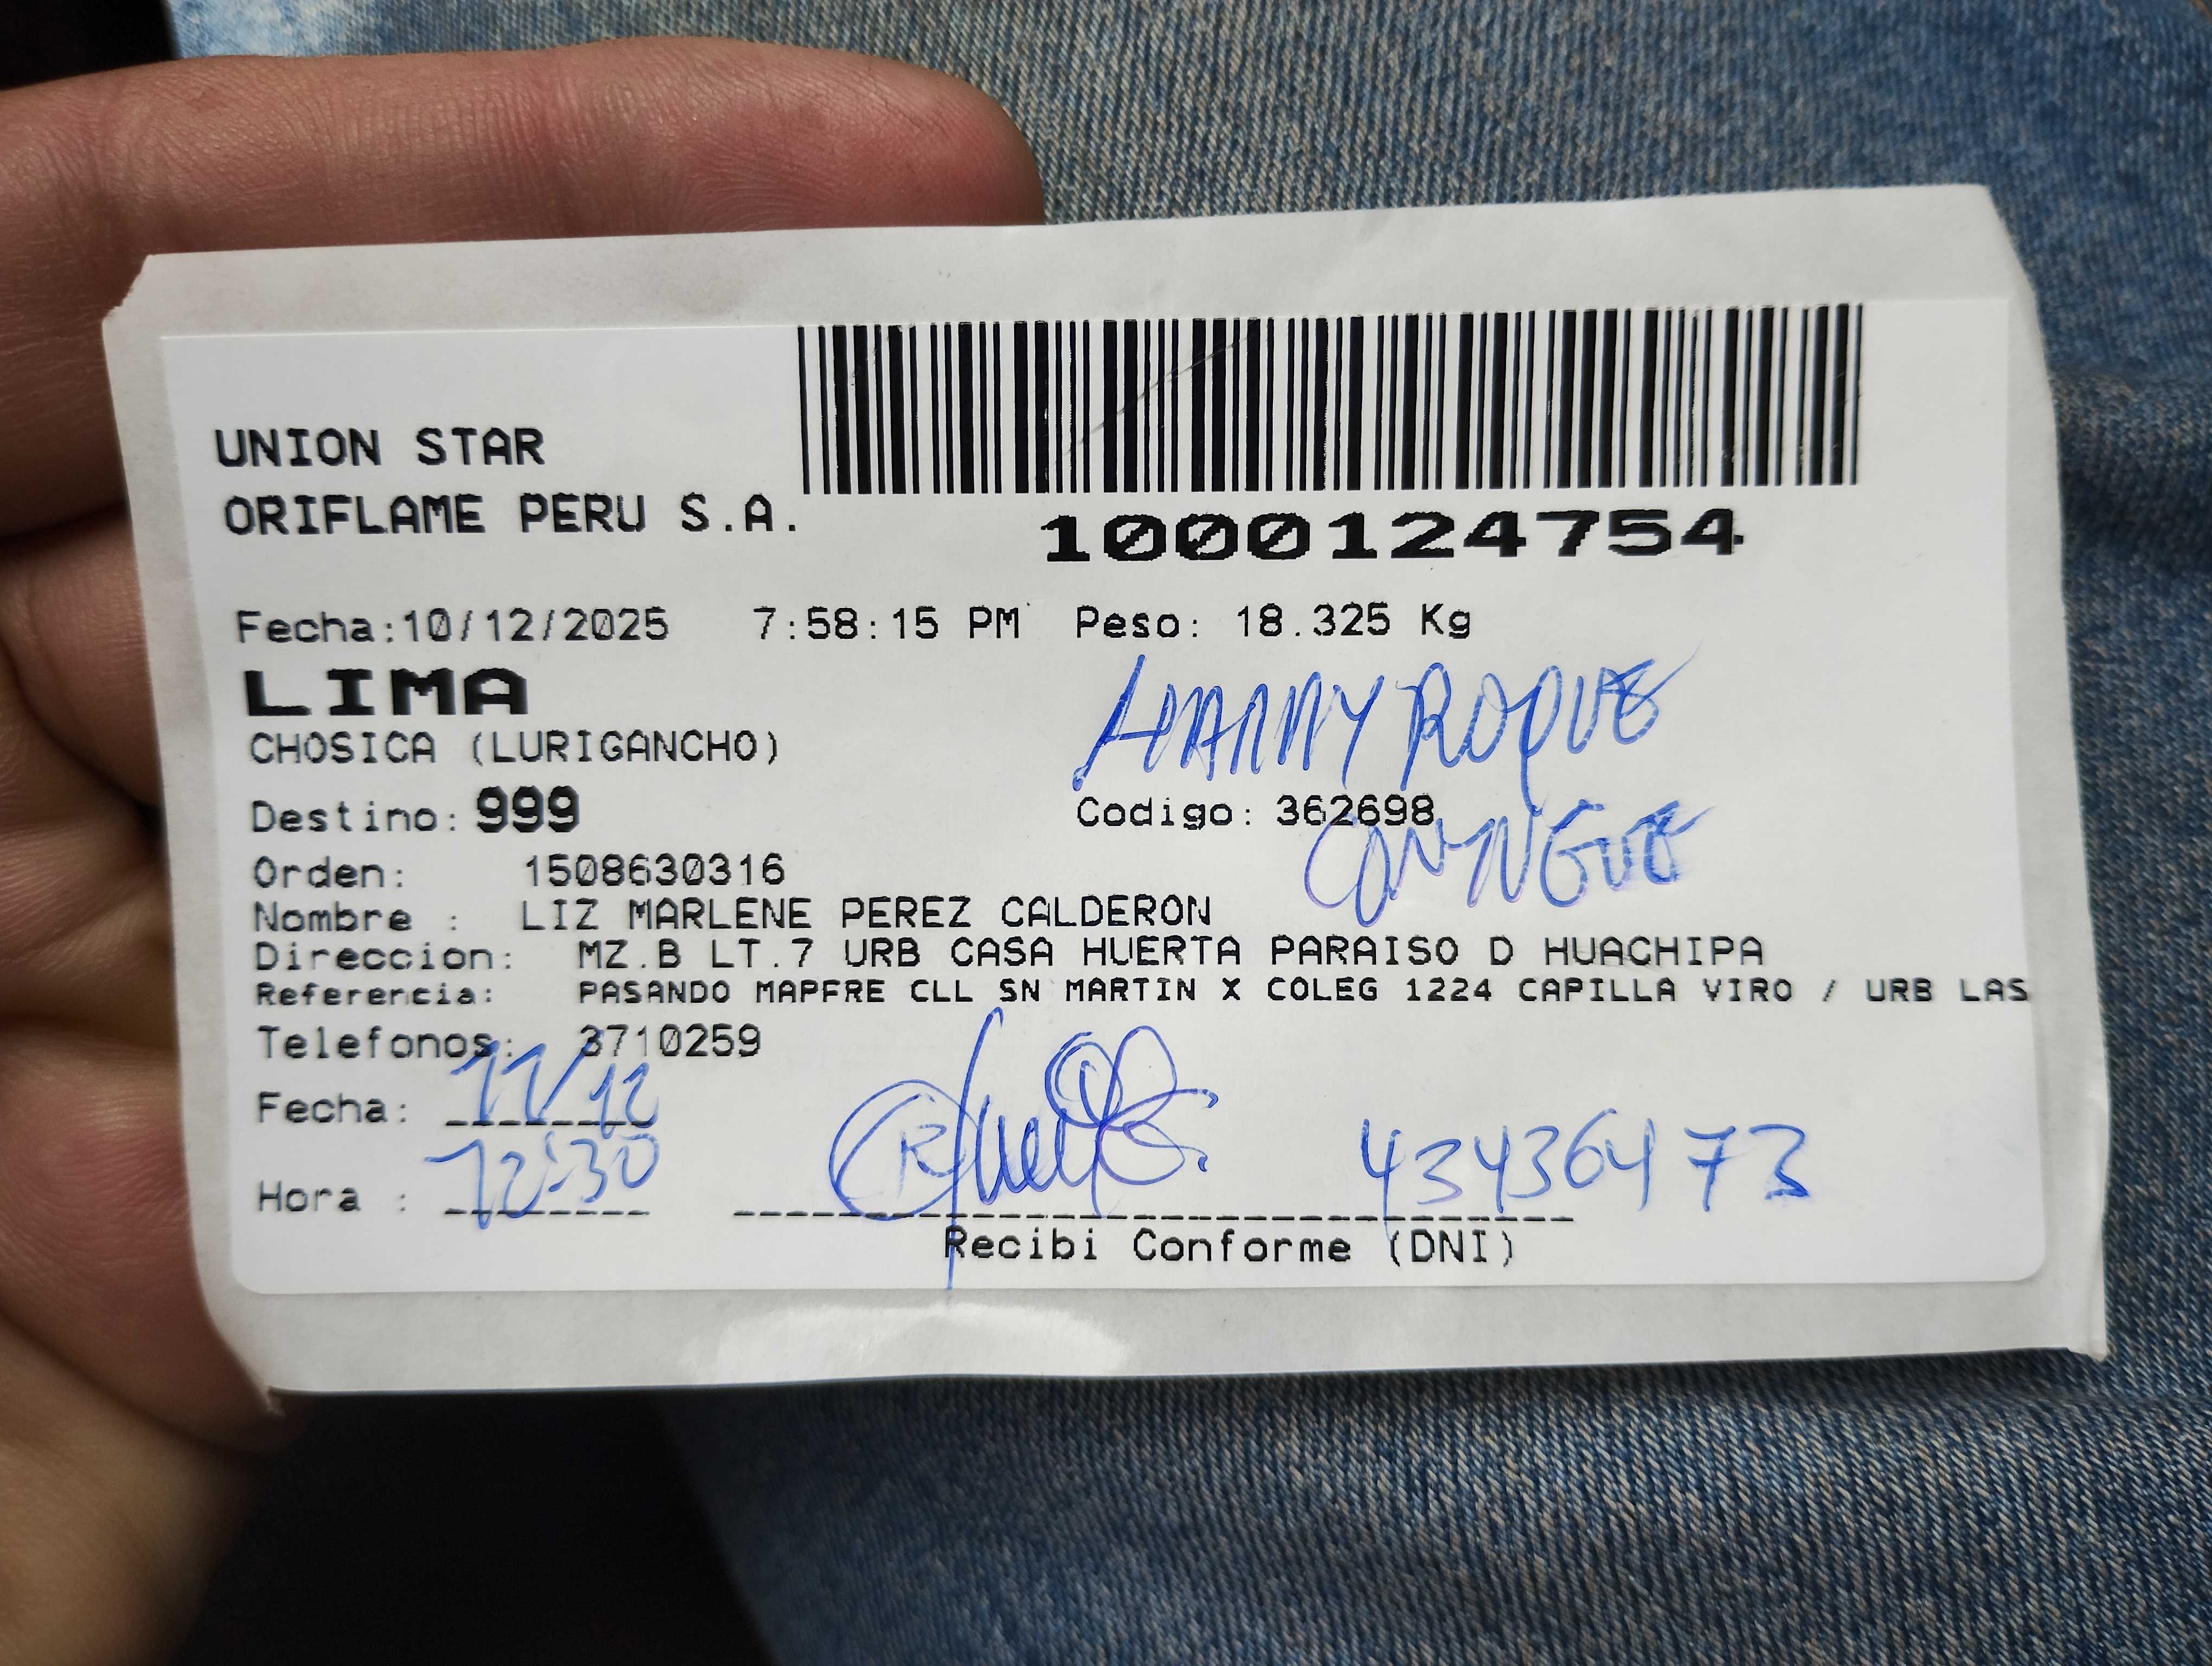 UNION STAR
ORIFLAME PERU S.A.
1000124754
Fecha:10/12/2025 7:58:15 PM Peso: 18.325 Kg
LIMA
CHOSICA (LURIGANCHO)
ROQUE
Destino: 999 Codigo: 362698
Orden: 1508630316
Nombre : LIZ MARLENE PEREZ CALDERON
Direccion: MZ.B LT.7 URB CASA HUERTA PARAISO D HUACHIPA
Referencia: PASANDO MAPFRE CLL SN MARTIN X COLEG 1224 CAPILLA VIRO / URB LAS
Telefonos: 3710259
Fecha: 11/12
Hora : 12:30 43436473
Recibi Conforme (DNI)